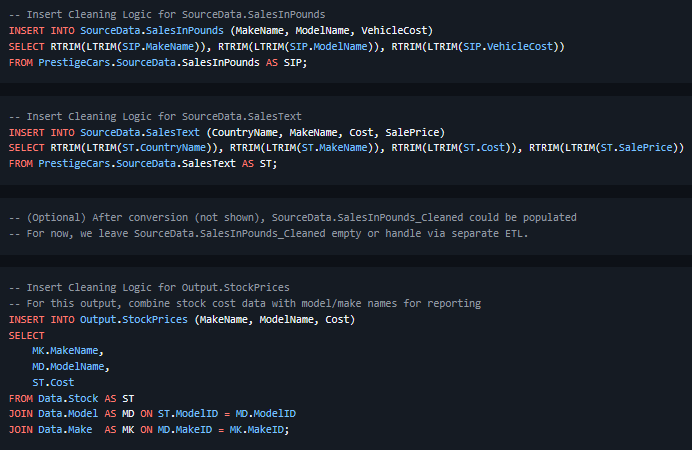 -- Insert Cleaning Logic for SourceData.SalesInPounds
INSERT INTO SourceData.SalesInPounds (MakeName, ModelName, VehicleCost)
SELECT RTRIM(LTRIM(SIP.MakeName)), RTRIM(LTRIM(SIP.ModelName)), RTRIM(LTRIM(SIP.VehicleCost))
FROM PrestigeCars.SourceData.SalesInPounds AS SIP;
-- Insert Cleaning Logic for SourceData.SalesText
INSERT INTO SourceData.SalesText (CountryName, MakeName, Cost, SalePrice)
SELECT RTRIM(LTRIM(ST.CountryName)), RTRIM(LTRIM(ST.MakeName)), RTRIM(LTRIM(ST.Cost)), RTRIM(LTRIM(ST.SalePrice))
FROM PrestigeCars.SourceData.SalesText AS ST;
-- (Optional) After conversion (not shown), SourceData.SalesInPounds_Cleaned could be populated
-- For now, we leave SourceData.SalesInPounds_Cleaned empty or handle via separate ETL.
-- Insert Cleaning Logic for Output.StockPrices
-- For this output, combine stock cost data with model/make names for reporting
INSERT INTO Output.StockPrices (MakeName, ModelName, Cost)
SELECT
    MK.MakeName,
    MD.ModelName,
    ST.Cost
FROM Data.Stock AS ST
JOIN Data.Model AS MD ON ST.ModelID = MD.ModelID
JOIN Data.Make  AS MK ON MD.MakeID = MK.MakeID;